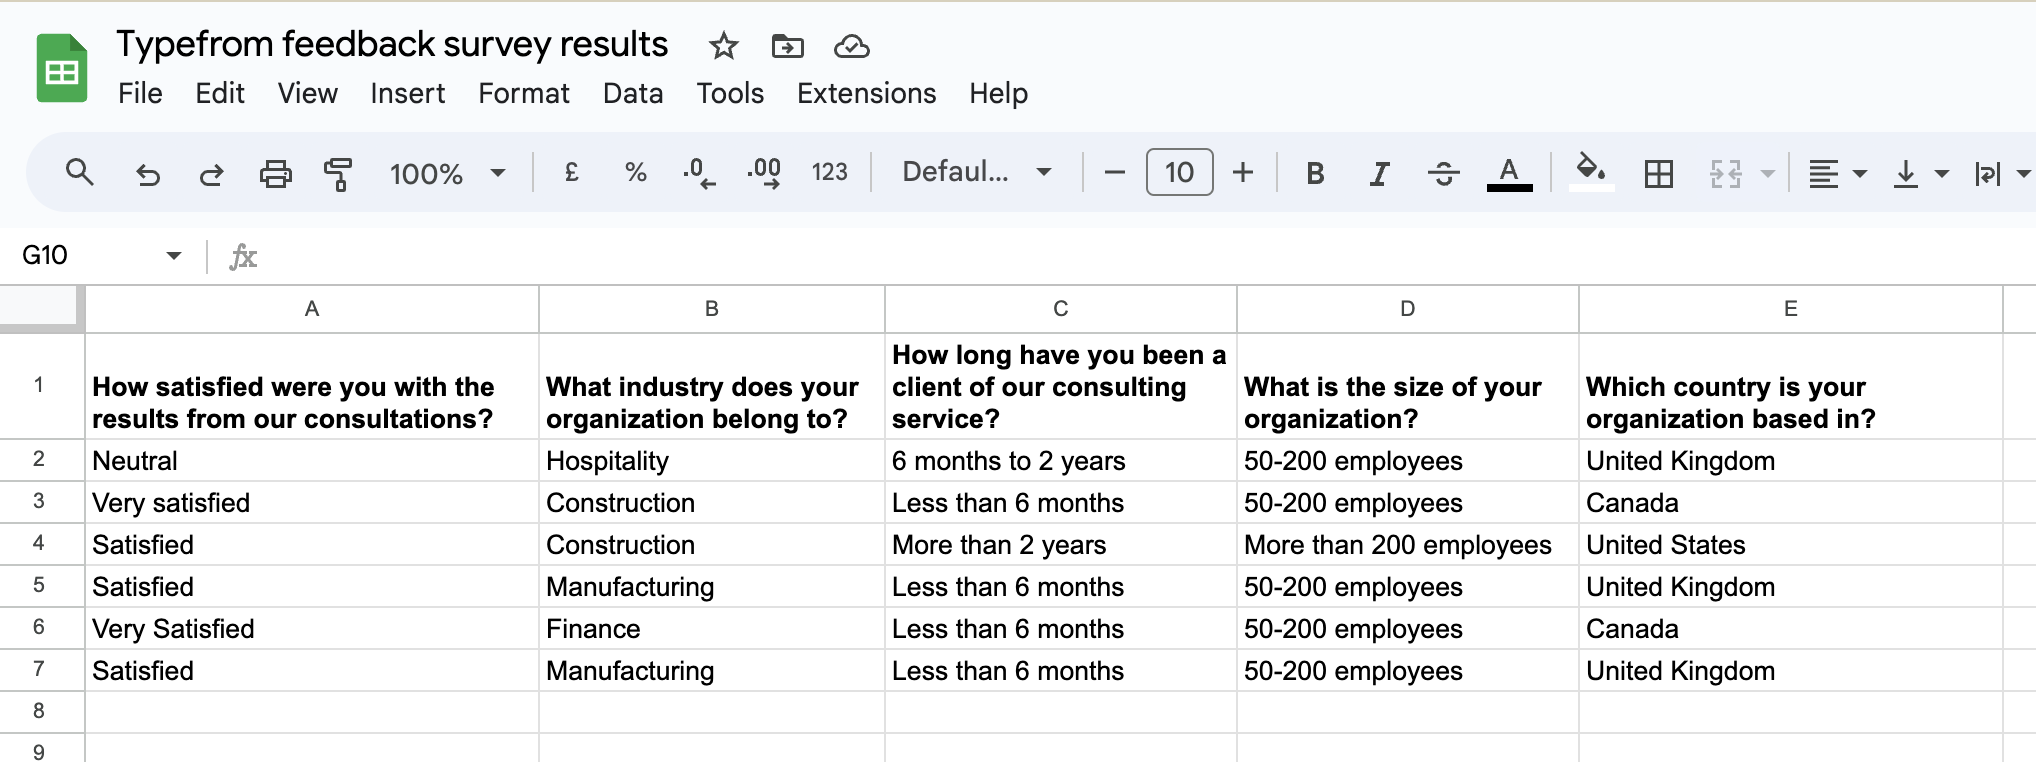 Typefrom feedback survey results
File Edit View Insert Format Data Tools Extensions Help
100% £ % .0 .00 123 Defaul... 10 B I S A
G10 fx
A B C D E
1 How satisfied were you with the results from our consultations? What industry does your organization belong to? How long have you been a client of our consulting service? What is the size of your organization? Which country is your organization based in?
2 Neutral Hospitality 6 months to 2 years 50-200 employees United Kingdom
3 Very satisfied Construction Less than 6 months 50-200 employees Canada
4 Satisfied Construction More than 2 years More than 200 employees United States
5 Satisfied Manufacturing Less than 6 months 50-200 employees United Kingdom
6 Very Satisfied Finance Less than 6 months 50-200 employees Canada
7 Satisfied Manufacturing Less than 6 months 50-200 employees United Kingdom
8
9